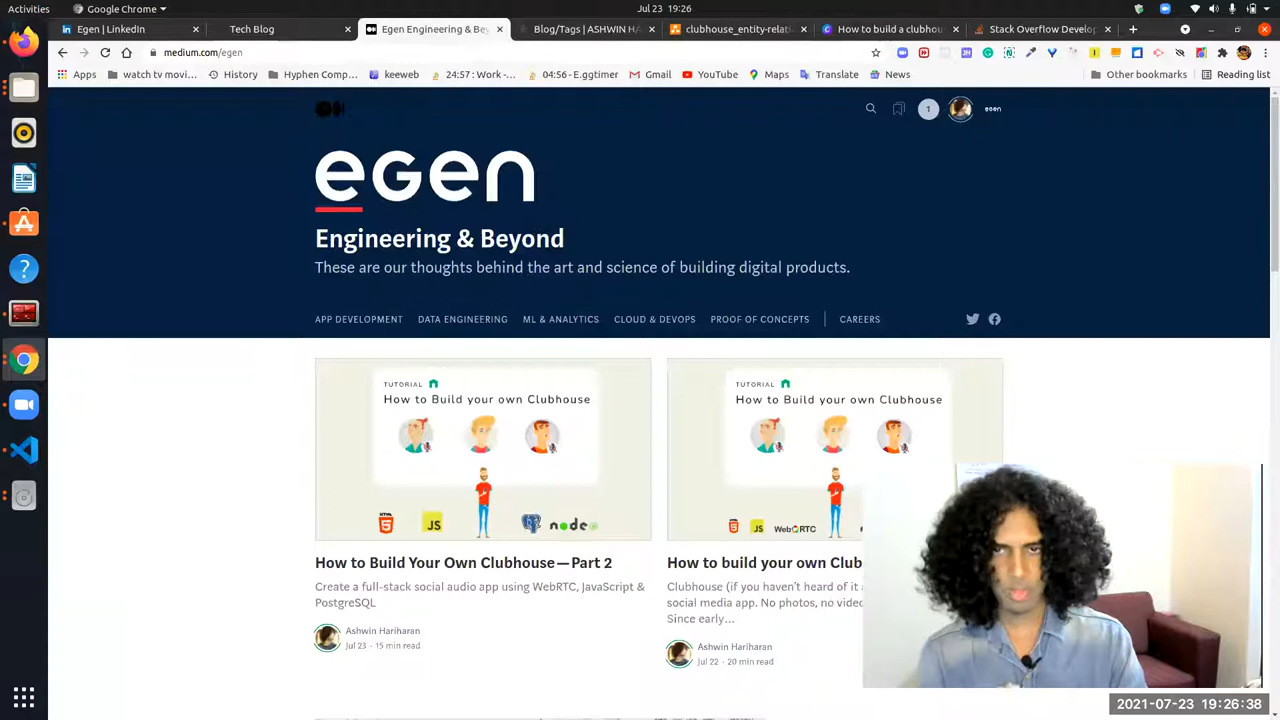 Activities
Google Chrome
Jul 23 19:26
Egen | LinkedIn
Tech Blog
Egen Engineering & Bey
Blog/Tags | ASHWIN HA
clubhouse_entity-relat
How to build a clubhou
Stack Overflow Develop
medium.com/egen
Apps
watch tv movi...
History
Hyphen Comp...
keeweb
24:57 : Work -...
04:56 - E.ggtimer
Gmail
YouTube
Maps
Translate
News
Other bookmarks
Reading list
1
egen
egen
Engineering & Beyond
These are our thoughts behind the art and science of building digital products.
APP DEVELOPMENT
DATA ENGINEERING
ML & ANALYTICS
CLOUD & DEVOPS
PROOF OF CONCEPTS
CAREERS
TUTORIAL
How to Build your own Clubhouse
HTML
JS
node
TUTORIAL
How to Build your own Clubhouse
JS
WebRTC
How to Build Your Own Clubhouse — Part 2
Create a full-stack social audio app using WebRTC, JavaScript &
PostgreSQL
Ashwin Hariharan
Jul 23 · 15 min read
How to build your own Club
Clubhouse (if you haven't heard of it
social media app. No photos, no video
Since early...
Ashwin Hariharan
Jul 22 · 20 min read
2021-07-23 19:26:38